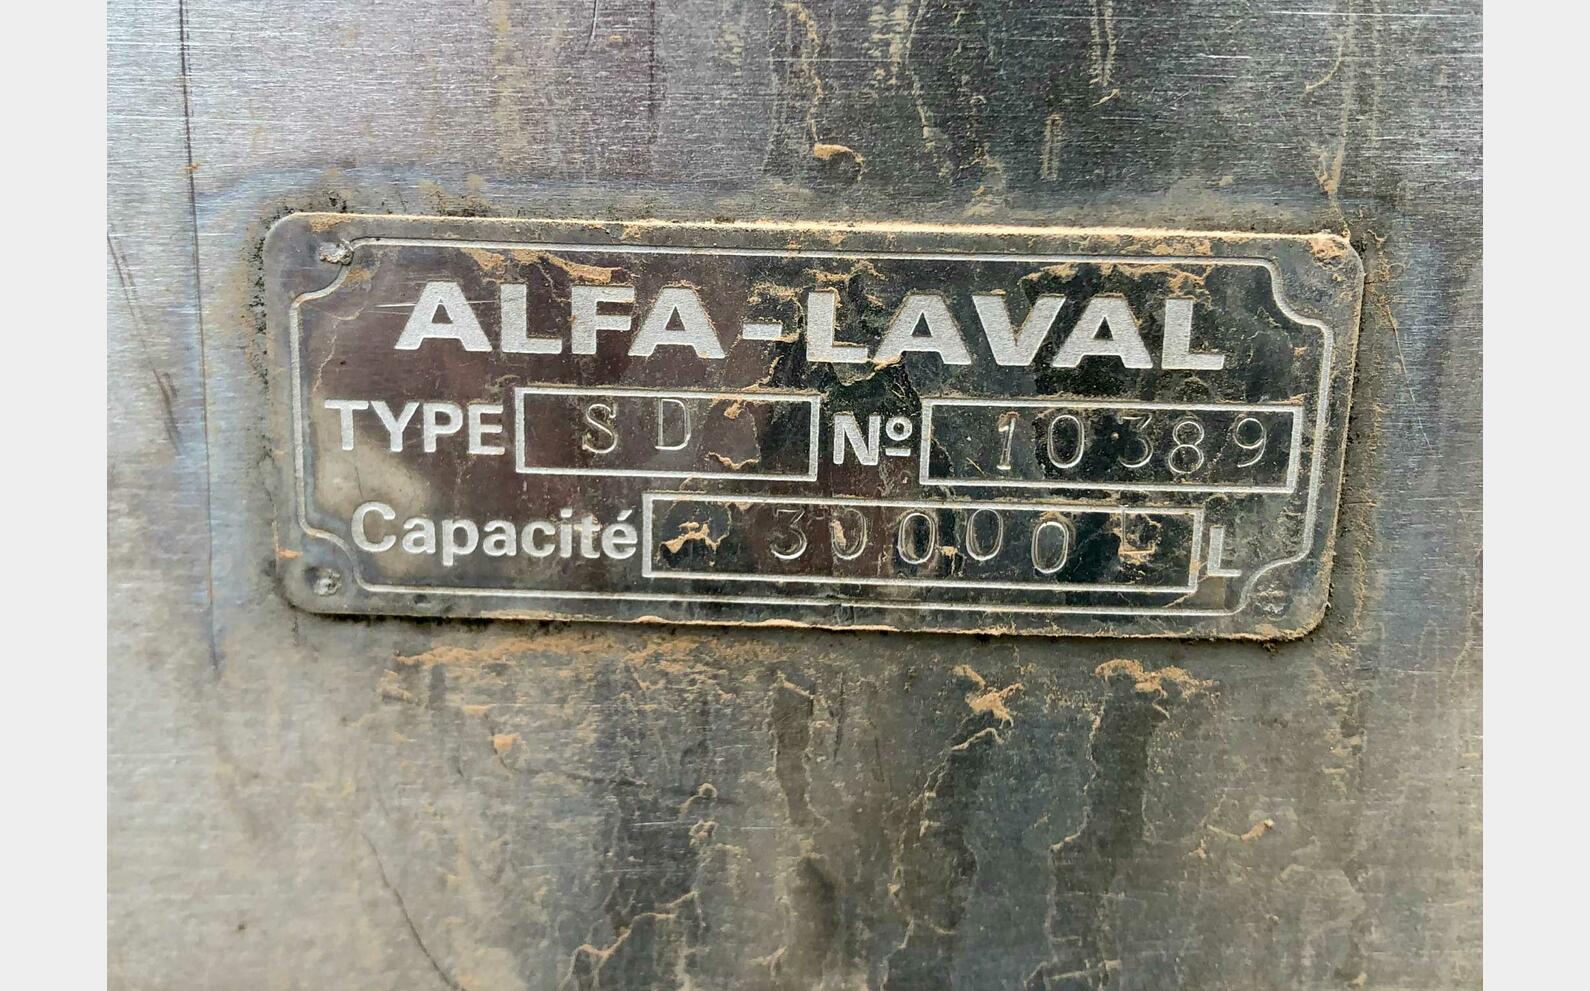 ALFA-LAVAL
TYPE SD Nº 10389
Capacité 30000 L L